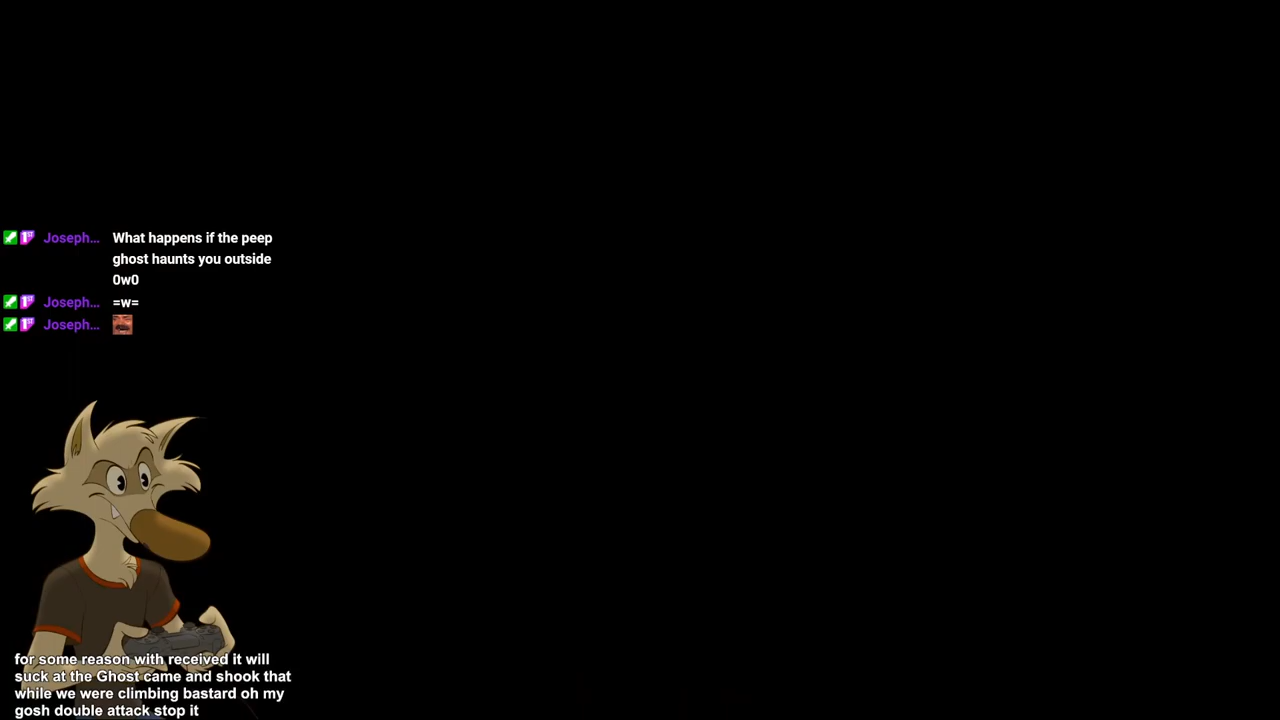 Joseph... What happens if the peep
ghost haunts you outside
0w0
Joseph... =w=
Joseph...
for some reason with received it will
suck at the Ghost came and shook that
while we were climbing bastard oh my
gosh double attack stop it